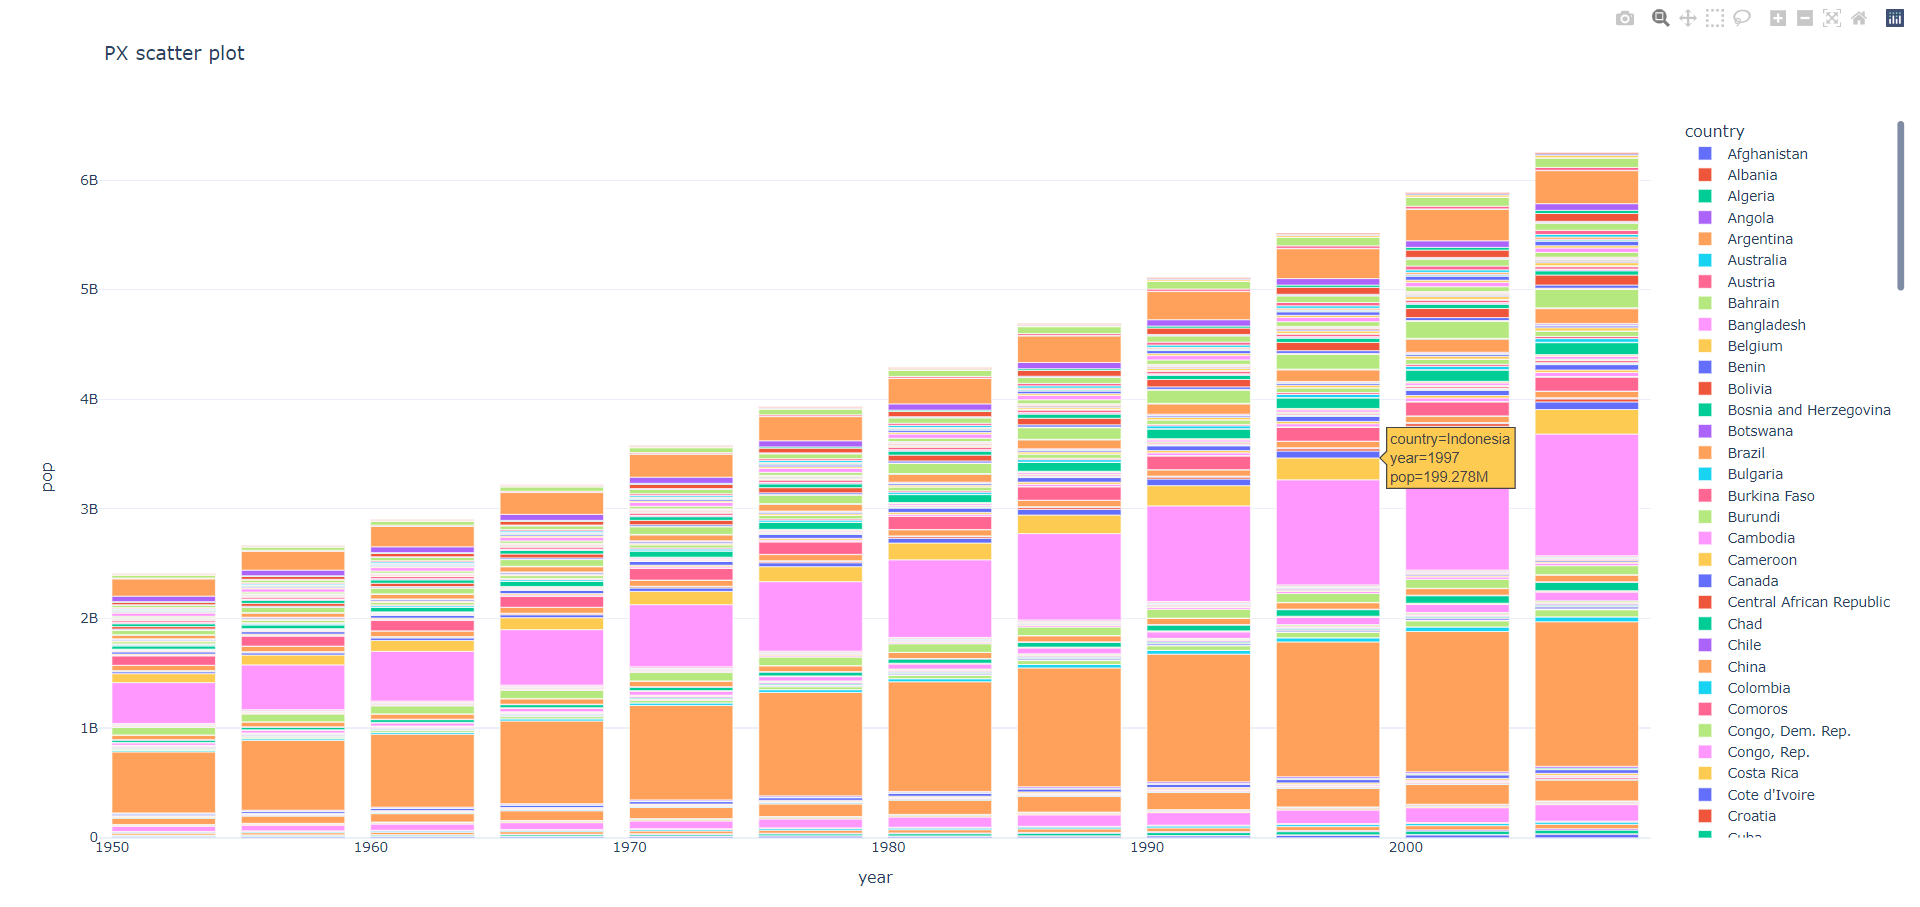 PX scatter plot
6B
5B
4B
3B
2B
1B
0
pop
1950
1960
1970
1980
1990
2000
year
country=Indonesia
year=1997
pop=199.278M
country
Afghanistan
Albania
Algeria
Angola
Argentina
Australia
Austria
Bahrain
Bangladesh
Belgium
Benin
Bolivia
Bosnia and Herzegovina
Botswana
Brazil
Bulgaria
Burkina Faso
Burundi
Cambodia
Cameroon
Canada
Central African Republic
Chad
Chile
China
Colombia
Comoros
Congo, Dem. Rep.
Congo, Rep.
Costa Rica
Cote d'Ivoire
Croatia
Cuba